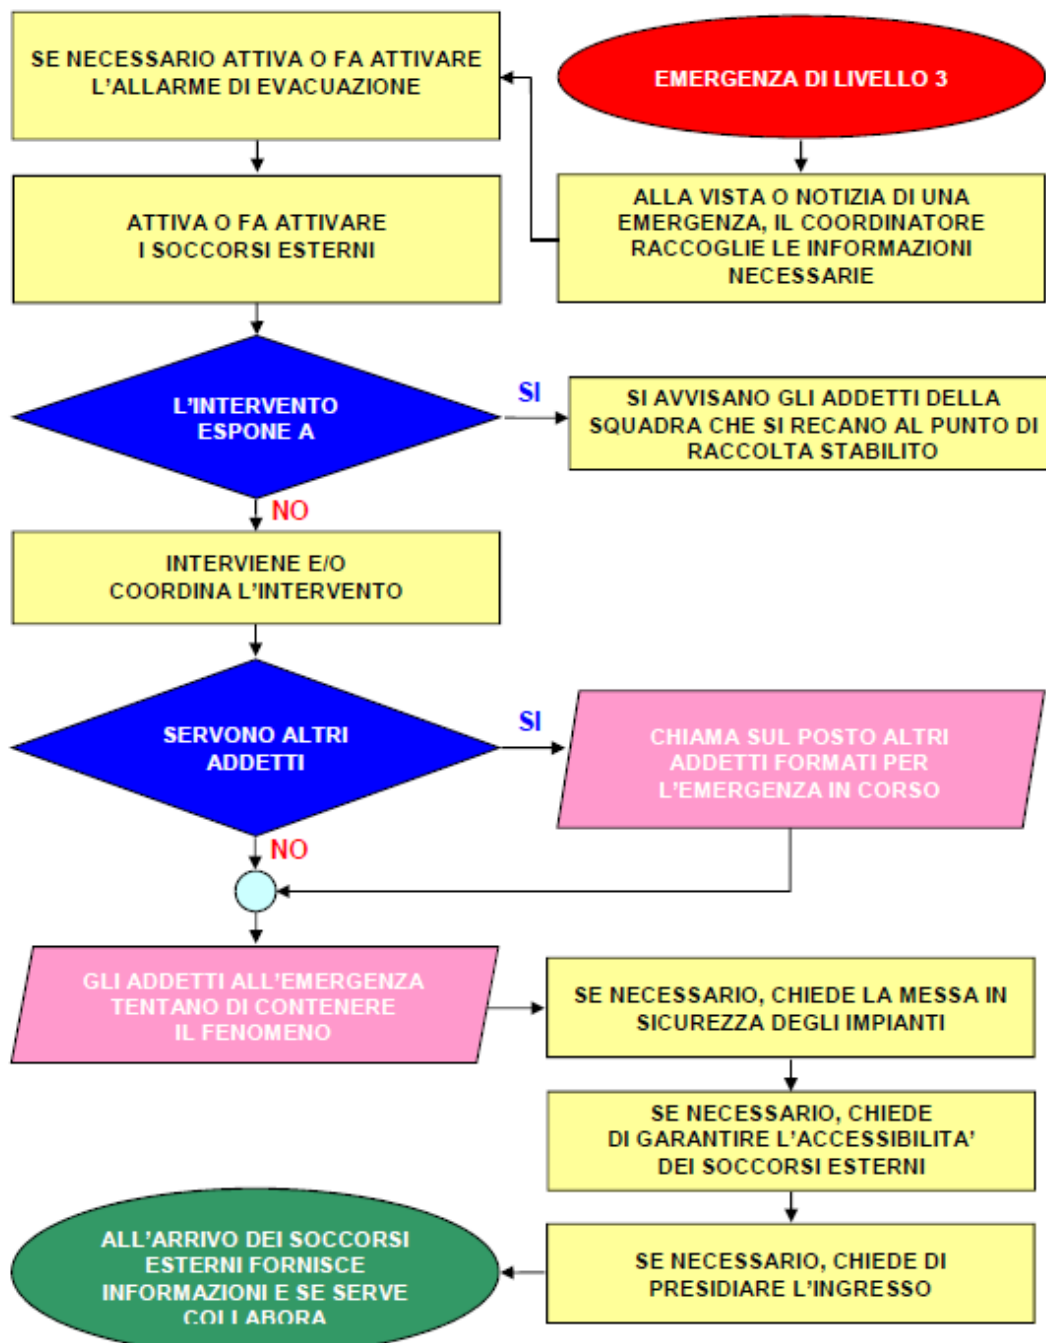 EMERGENZA DI LIVELLO 3
ALLA VISTA O NOTIZIA DI UNA
EMERGENZA, IL COORDINATORE
RACCOGLIE LE INFORMAZIONI
NECESSARIE
SE NECESSARIO ATTIVA O FA ATTIVARE
L'ALLARME DI EVACUAZIONE
ATTIVA O FA ATTIVARE
I SOCCORSI ESTERNI
L'INTERVENTO
ESPONE A
SI
SI AVVISANO GLI ADDETTI DELLA
SQUADRA CHE SI RECANO AL PUNTO DI
RACCOLTA STABILITO
NO
INTERVIENE E/O
COORDINA L'INTERVENTO
SERVONO ALTRI
ADDETTI
SI
CHIAMA SUL POSTO ALTRI
ADDETTI FORMATI PER
L'EMERGENZA IN CORSO
NO
GLI ADDETTI ALL'EMERGENZA
TENTANO DI CONTENERE
IL FENOMENO
SE NECESSARIO, CHIEDE LA MESSA IN
SICUREZZA DEGLI IMPIANTI
SE NECESSARIO, CHIEDE
DI GARANTIRE L'ACCESSIBILITA'
DEI SOCCORSI ESTERNI
SE NECESSARIO, CHIEDE DI
PRESIDIARE L'INGRESSO
ALL'ARRIVO DEI SOCCORSI
ESTERNI FORNISCE
INFORMAZIONI E SE SERVE
COLLABORA